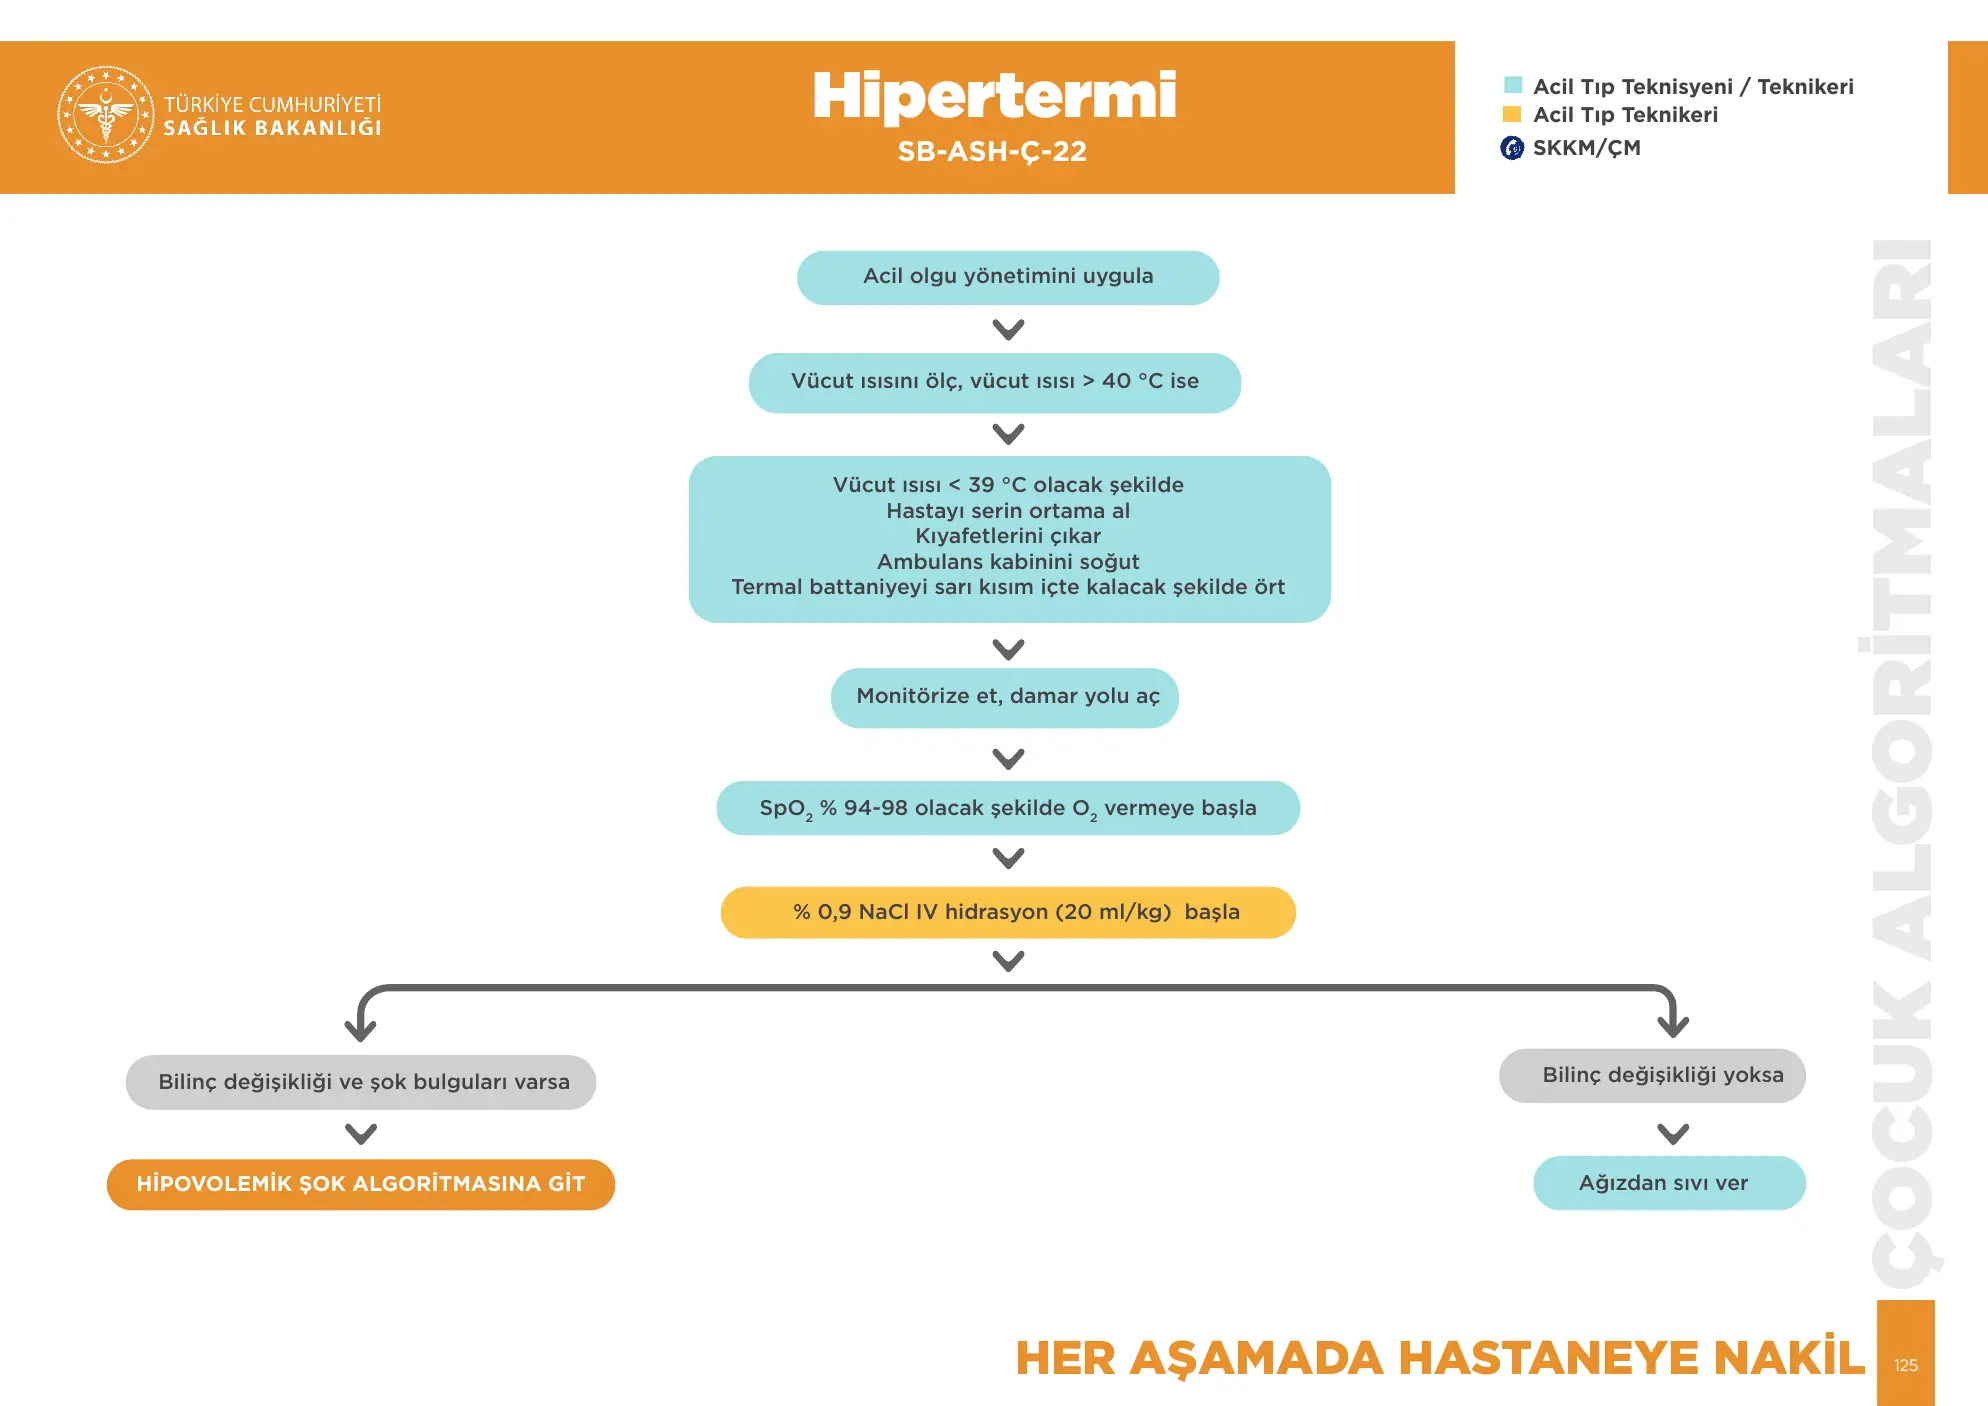 TÜRKİYE CUMHURİYETİ
SAĞLIK BAKANLIĞI
Hipertermi
SB-ASH-Ç-22
Acil Tıp Teknisyeni / Teknikeri
Acil Tıp Teknikeri
SKKM/ÇM
Acil olgu yönetimini uygula
Vücut ısısını ölç, vücut ısısı > 40 °C ise
Vücut ısısı < 39 °C olacak şekilde
Hastayı serin ortama al
Kıyafetlerini çıkar
Ambulans kabinini soğut
Termal battaniyeyi sarı kısım içte kalacak şekilde ört
Monitörize et, damar yolu aç
SpO₂ % 94-98 olacak şekilde O₂ vermeye başla
% 0,9 NaCl IV hidrasyon (20 ml/kg) başla
Bilinç değişikliği ve şok bulguları varsa
HİPOVOLEMİK ŞOK ALGORİTMASINA GİT
Bilinç değişikliği yoksa
Ağızdan sıvı ver
ÇOCUK ALGORİTMALARI
HER AŞAMADA HASTANEYE NAKİL
125